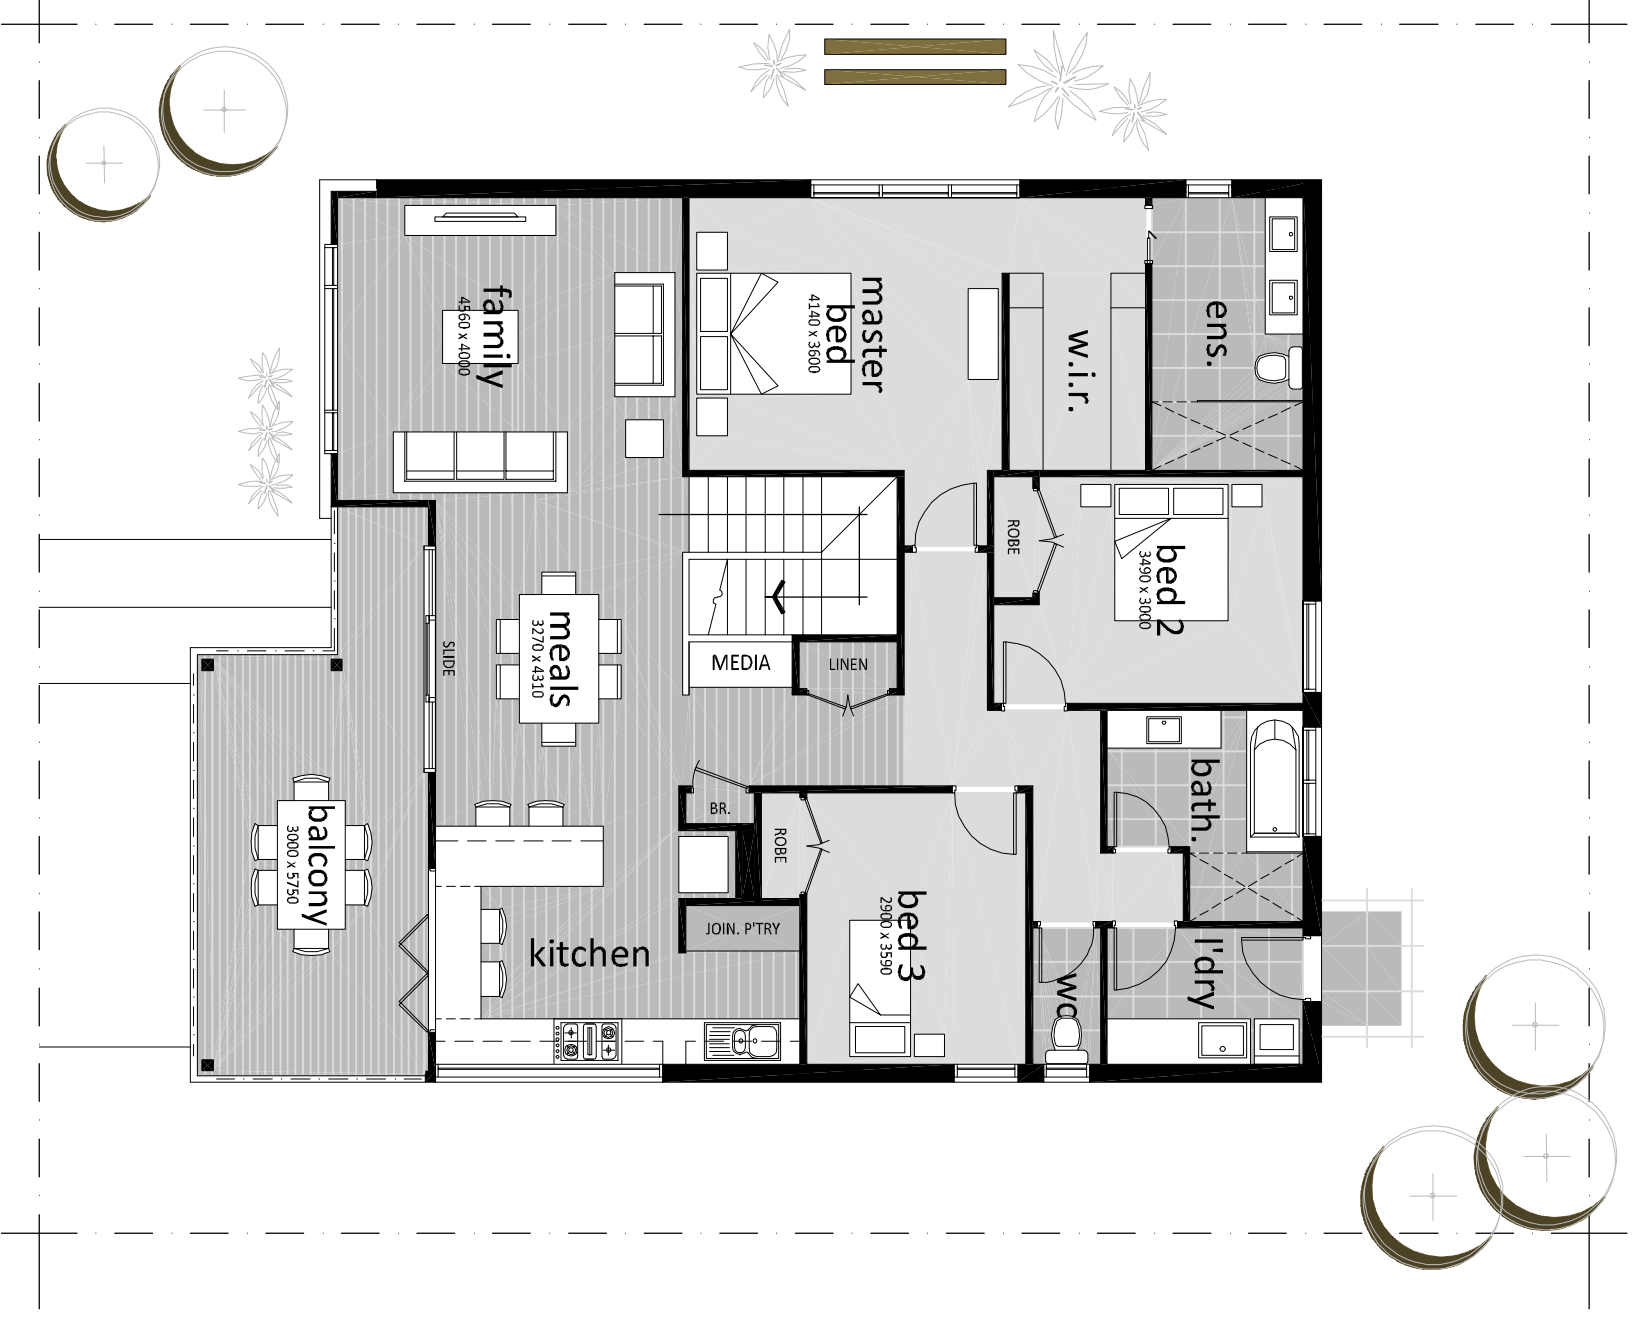 family
4560 x 4000
master
bed
4140 x 3600
w.i.r.
ens.
ROBE
bed 2
3490 x 3000
SLIDE
meals
3270 x 4310
MEDIA
LINEN
balcony
3000 x 5750
BR.
ROBE
bath.
kitchen
JOIN. P'TRY
bed 3
2900 x 3590
wc
l'dry